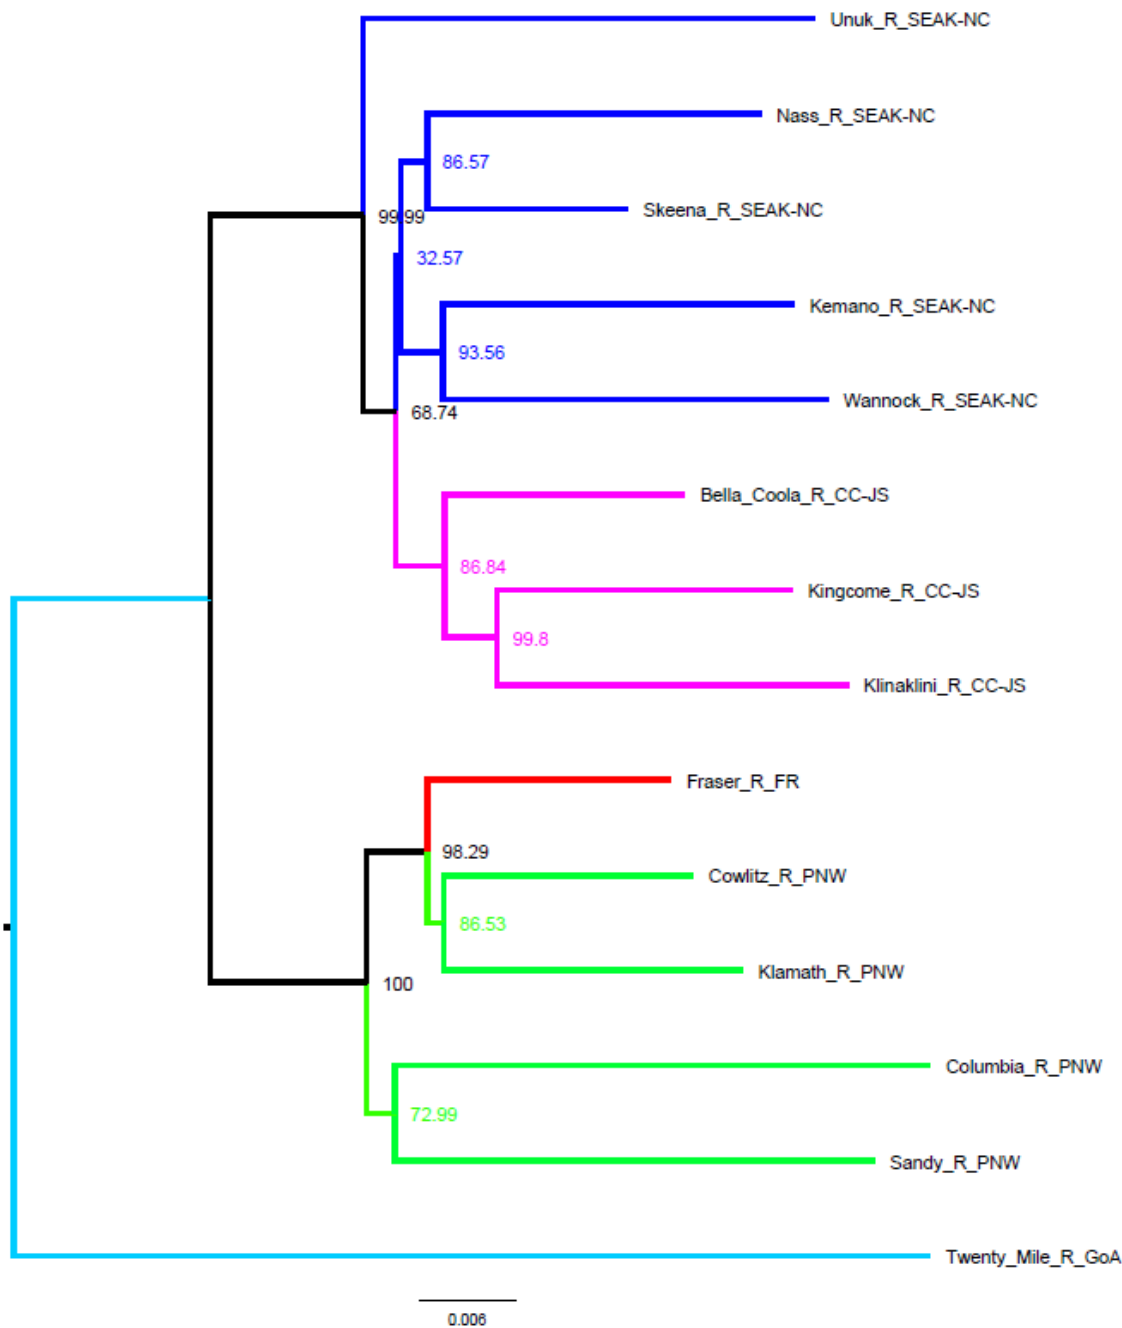 Unuk_R_SEAK-NC
Nass_R_SEAK-NC
86.57
Skeena_R_SEAK-NC
99.99
32.57
Kemano_R_SEAK-NC
93.56
Wannock_R_SEAK-NC
68.74
Bella_Coola_R_CC-JS
86.84
Kingcome_R_CC-JS
99.8
Klinaklini_R_CC-JS
Fraser_R_FR
98.29
Cowlitz_R_PNW
86.53
Klamath_R_PNW
100
Columbia_R_PNW
72.99
Sandy_R_PNW
Twenty_Mile_R_GoA
0.006